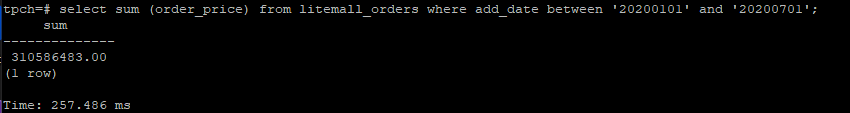 tpch=# select sum (order_price) from litemall_orders where add_date between '20200101' and '20200701';
sum
--------------
310586483.00
(1 row)
Time: 257.486 ms